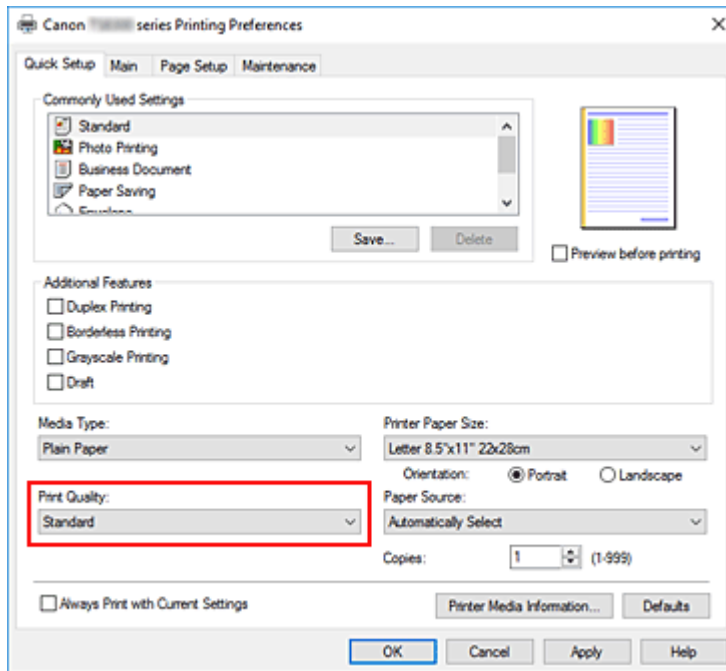 Canon series Printing Preferences
Quick Setup Main Page Setup Maintenance
Commonly Used Settings
Standard
Photo Printing
Business Document
Paper Saving
Envelope
Save... Delete
Preview before printing
Additional Features
Duplex Printing
Borderless Printing
Grayscale Printing
Draft
Media Type: Printer Paper Size:
Plain Paper Letter 8.5"x11" 22x28cm
Orientation: Portrait Landscape
Print Quality: Paper Source:
Standard Automatically Select
Copies: 1 (1-999)
Always Print with Current Settings Printer Media Information... Defaults
OK Cancel Apply Help